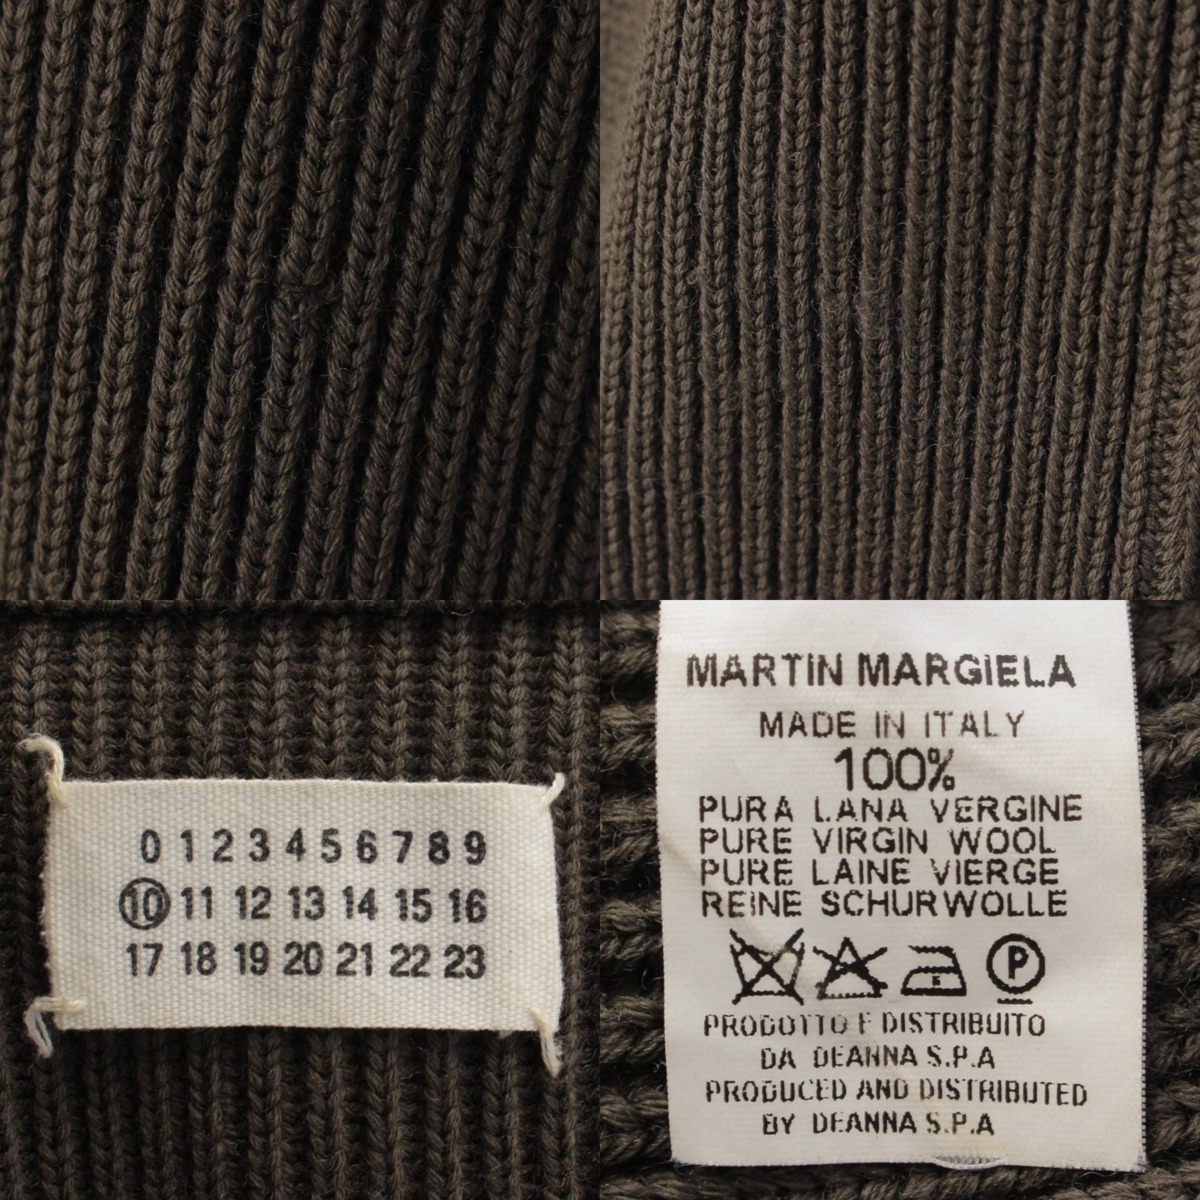 0 1 2 3 4 5 6 7 8 9
10 11 12 13 14 15 16
17 18 19 20 21 22 23
MARTIN MARGIELA
MADE IN ITALY
100%
PURA LANA VERGINE
PURE VIRGIN WOOL
PURE LAINE VIERGE
REINE SCHURWOLLE
P
PRODOTTO E DISTRIBUITO
DA DEANNA S.P.A
PRODUCED AND DISTRIBUTED
BY DEANNA S.P.A